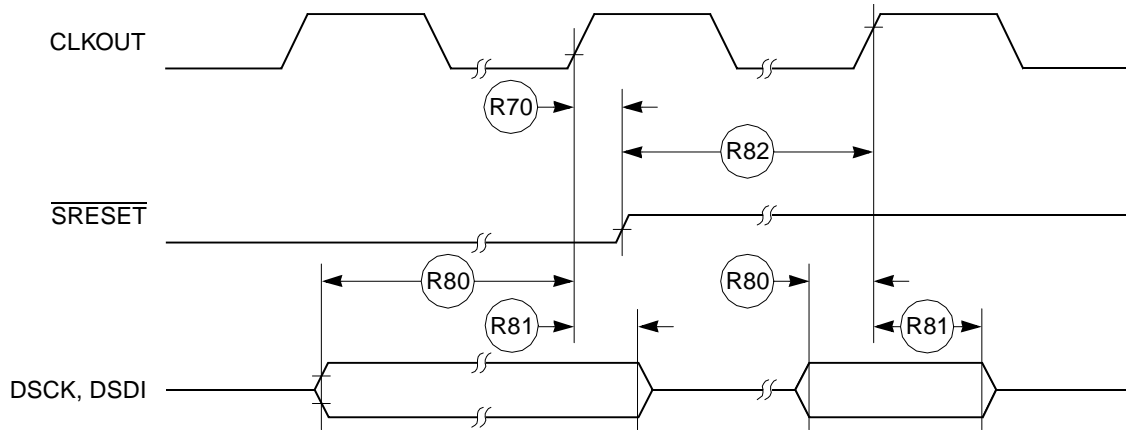 CLKOUT
R70
R82
SRESET
R80
R80
R81
R81
DSCK, DSDI